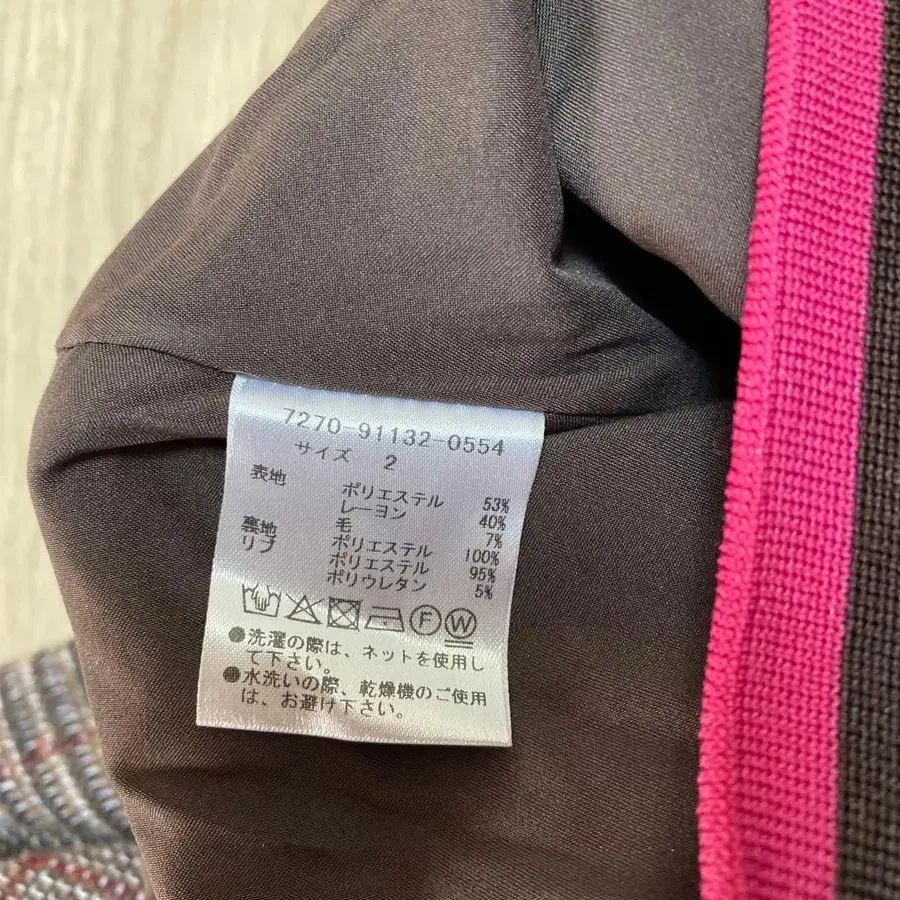 7270-91132-0554
サイズ 2
表地 ポリエステル 53%
レーヨン 40%
毛 7%
裏地 ポリエステル 100%
リブ ポリエステル 95%
ポリウレタン 5%
F W
●洗濯の際は、ネットを使用し
て下さい。
●水洗いの際、乾燥機のご使用
は、お避け下さい。